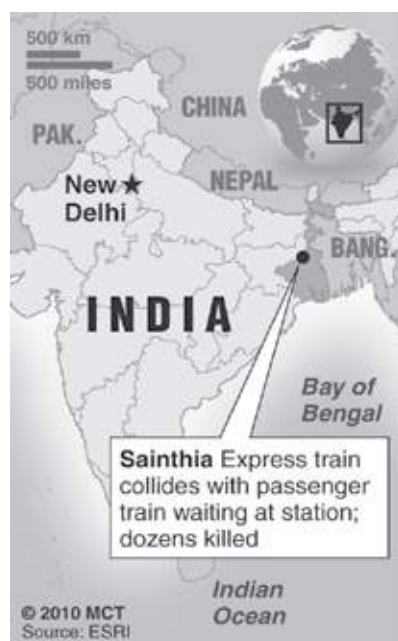 500 km
500 miles
CHINA
PAK.
New
Delhi
NEPAL
BANG.
INDIA
Bay of
Bengal
Sainthia Express train
collides with passenger
train waiting at station;
dozens killed
Indian
Ocean
© 2010 MCT
Source: ESRI